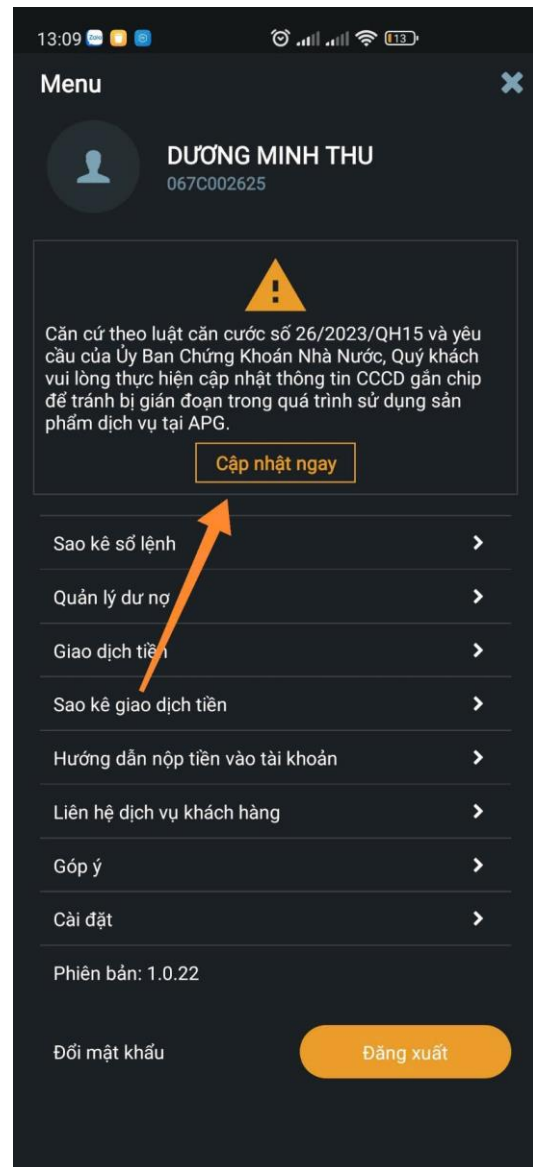 13:09 Zalo 13
Menu
DƯƠNG MINH THU
067C002625
Căn cứ theo luật căn cước số 26/2023/QH15 và yêu
cầu của Ủy Ban Chứng Khoán Nhà Nước, Quý khách
vui lòng thực hiện cập nhật thông tin CCCD gắn chip
để tránh bị gián đoạn trong quá trình sử dụng sản
phẩm dịch vụ tại APG.
Cập nhật ngay
Sao kê sổ lệnh
Quản lý dư nợ
Giao dịch tiền
Sao kê giao dịch tiền
Hướng dẫn nộp tiền vào tài khoản
Liên hệ dịch vụ khách hàng
Góp ý
Cài đặt
Phiên bản: 1.0.22
Đổi mật khẩu
Đăng xuất